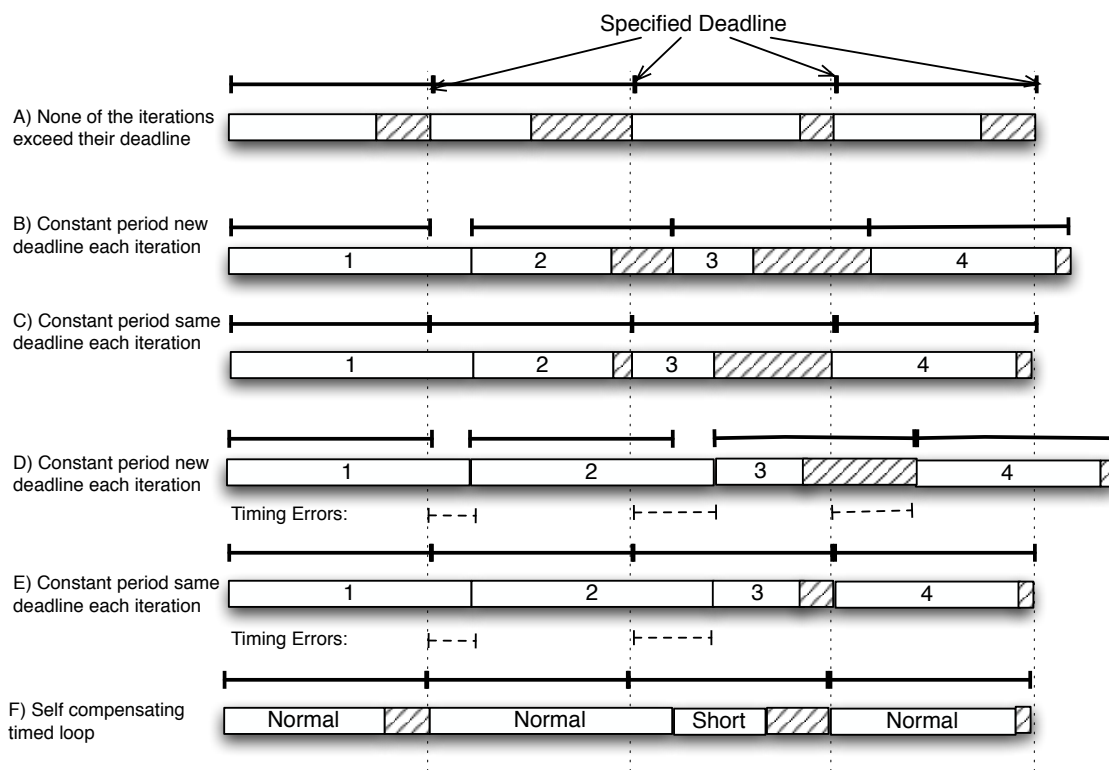 Specified Deadline
A) None of the iterations
exceed their deadline
B) Constant period new
deadline each iteration
1 2 3 4
C) Constant period same
deadline each iteration
1 2 3 4
D) Constant period new
deadline each iteration
1 2 3 4
Timing Errors:
E) Constant period same
deadline each iteration
1 2 3 4
Timing Errors:
F) Self compensating
timed loop
Normal Normal Short Normal